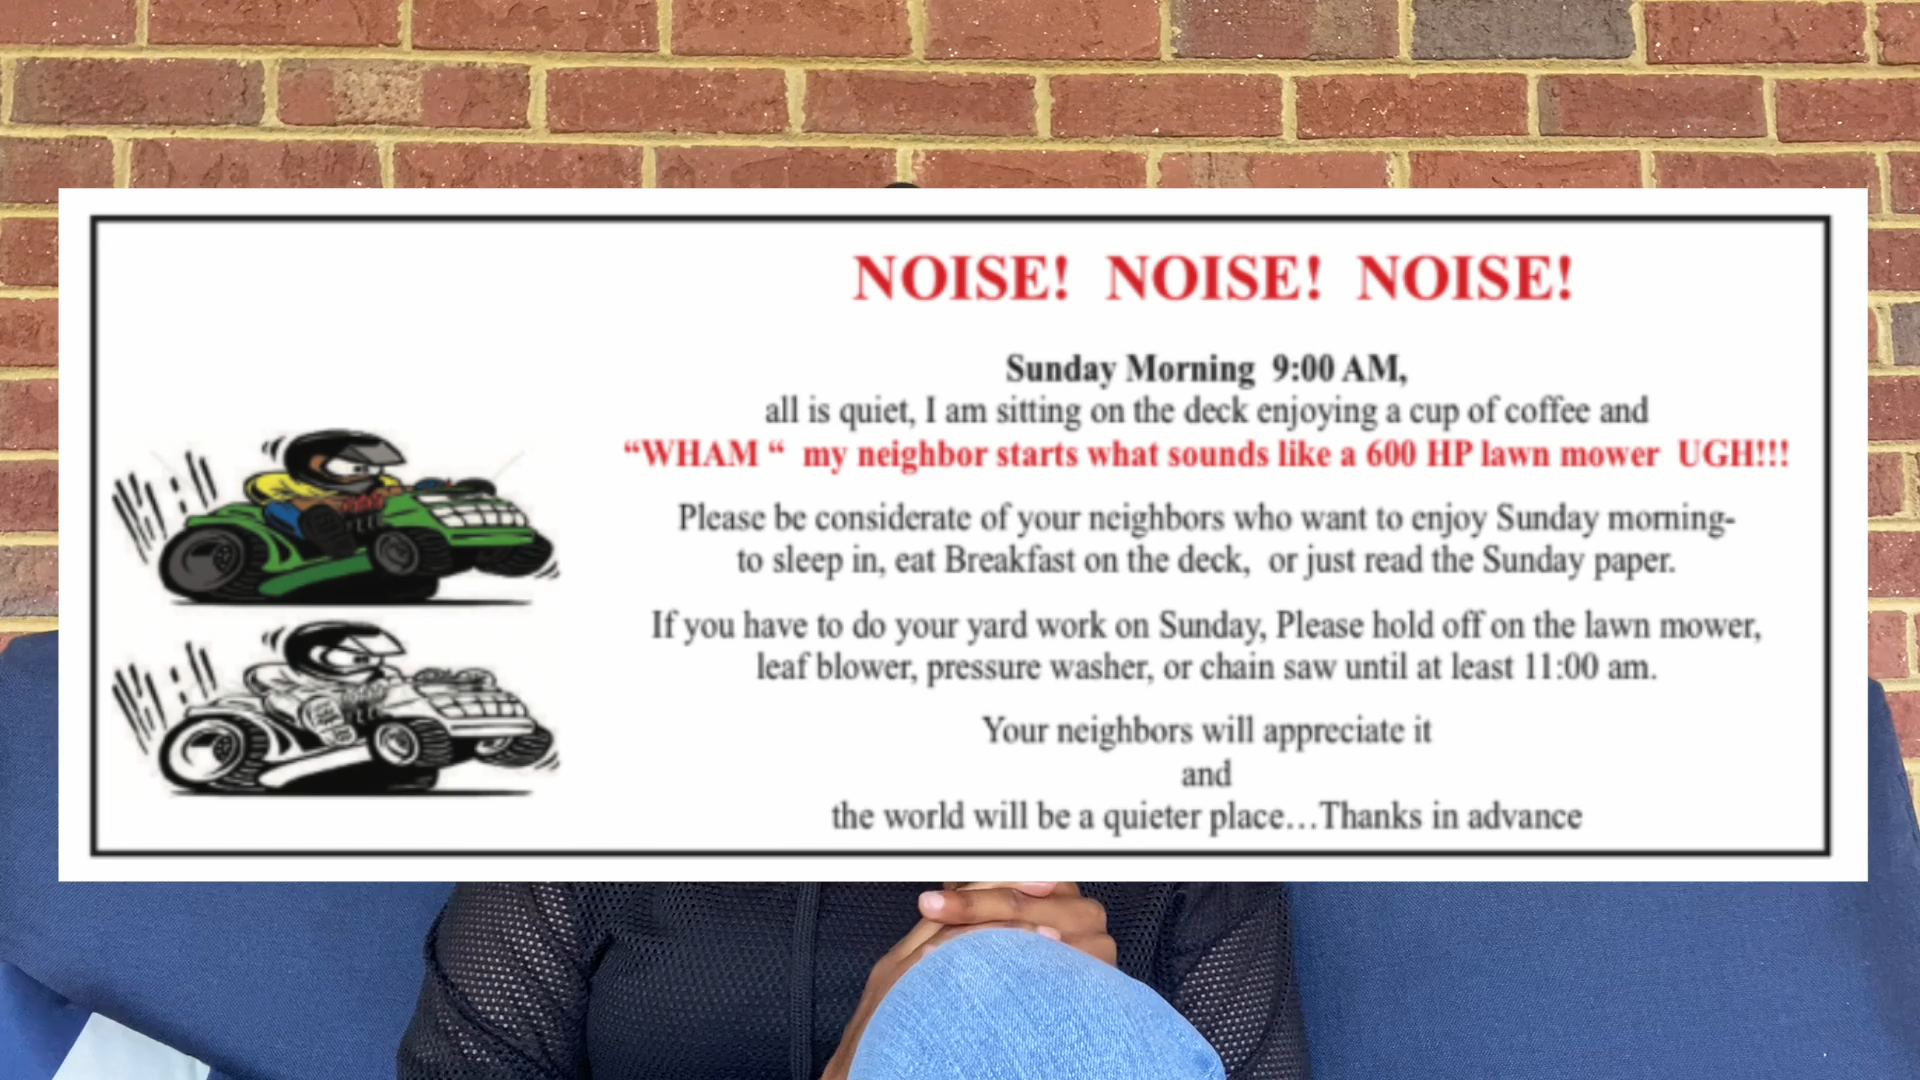 NOISE! NOISE! NOISE!
Sunday Morning 9:00 AM,
all is quiet, I am sitting on the deck enjoying a cup of coffee and
“WHAM “ my neighbor starts what sounds like a 600 HP lawn mower UGH!!!
Please be considerate of your neighbors who want to enjoy Sunday morning-
to sleep in, eat Breakfast on the deck, or just read the Sunday paper.
If you have to do your yard work on Sunday, Please hold off on the lawn mower,
leaf blower, pressure washer, or chain saw until at least 11:00 am.
Your neighbors will appreciate it
and
the world will be a quieter place…Thanks in advance